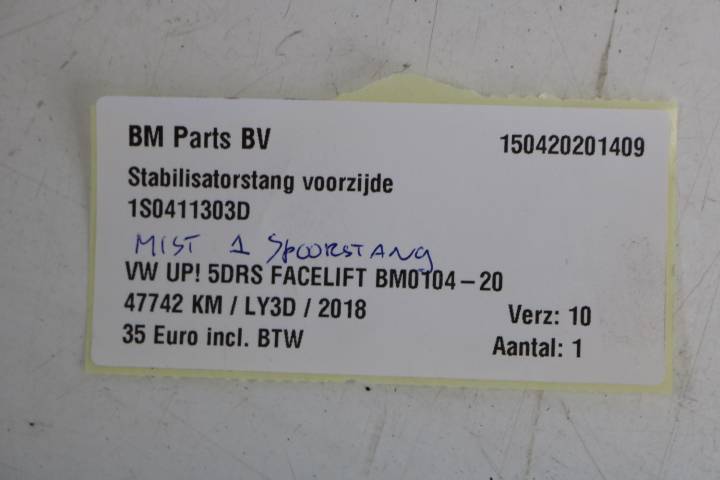 BM Parts BV 150420201409
Stabilisatorstang voorzijde
1S0411303D
MIST 1 SPOORSTANG
VW UP! 5DRS FACELIFT BM0104-20
47742 KM / LY3D / 2018 Verz: 10
35 Euro incl. BTW Aantal: 1